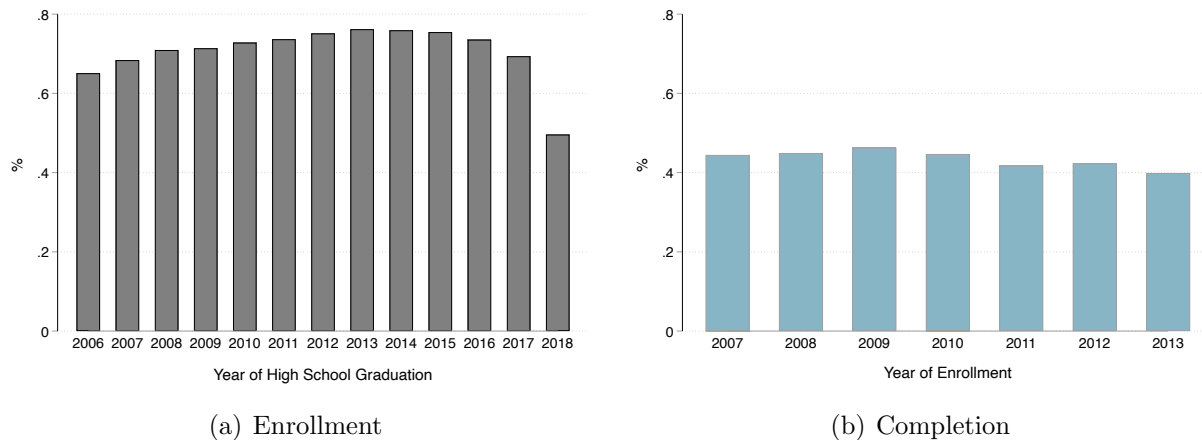 .8
.6
.4
.2
0
%
2006 2007 2008 2009 2010 2011 2012 2013 2014 2015 2016 2017 2018
Year of High School Graduation
(a) Enrollment
.8
.6
.4
.2
0
%
2007 2008 2009 2010 2011 2012 2013
Year of Enrollment
(b) Completion